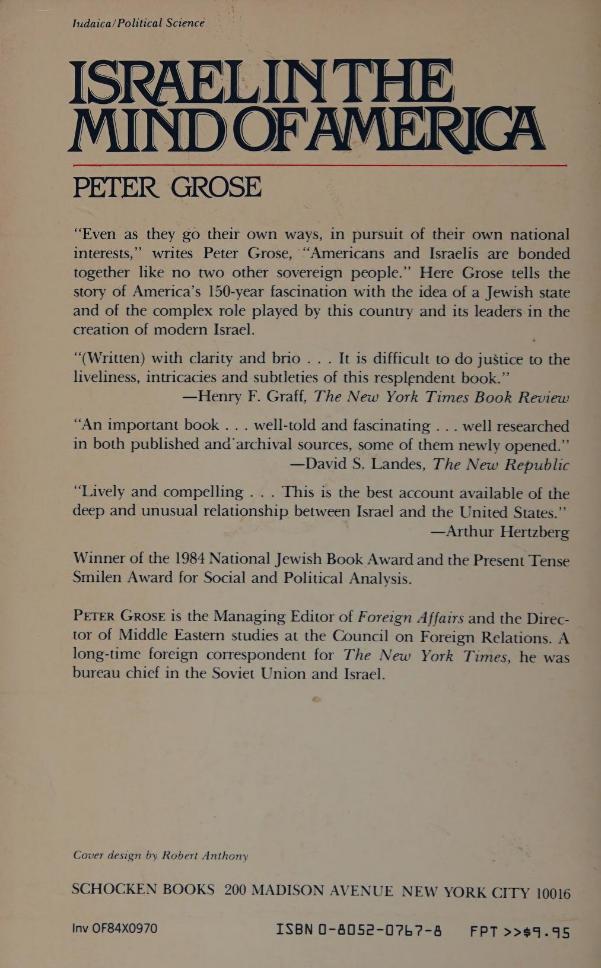 Judaica/Political Science
ISRAEL IN THE
MIND OF AMERICA
PETER GROSE
“Even as they go their own ways, in pursuit of their own national
interests,” writes Peter Grose, “Americans and Israelis are bonded
together like no two other sovereign people.” Here Grose tells the
story of America’s 150-year fascination with the idea of a Jewish state
and of the complex role played by this country and its leaders in the
creation of modern Israel.
“(Written) with clarity and brio . . . It is difficult to do justice to the
liveliness, intricacies and subtleties of this resplendent book.”
—Henry F. Graff, The New York Times Book Review
“An important book . . . well-told and fascinating . . . well researched
in both published and archival sources, some of them newly opened.”
—David S. Landes, The New Republic
“Lively and compelling . . . This is the best account available of the
deep and unusual relationship between Israel and the United States.”
—Arthur Hertzberg
Winner of the 1984 National Jewish Book Award and the Present Tense
Smilen Award for Social and Political Analysis.
PETER GROSE is the Managing Editor of Foreign Affairs and the Direc-
tor of Middle Eastern studies at the Council on Foreign Relations. A
long-time foreign correspondent for The New York Times, he was
bureau chief in the Soviet Union and Israel.
Cover design by Robert Anthony
SCHOCKEN BOOKS 200 MADISON AVENUE NEW YORK CITY 10016
Inv OF84X0970 ISBN 0-8052-0767-8 FPT >>$9.95